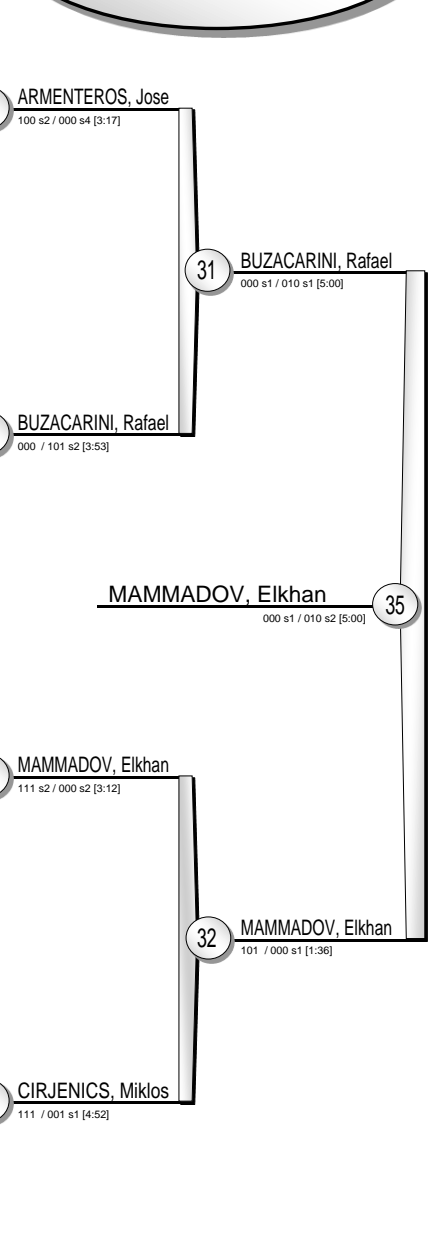 ARMENTEROS, Jose
100 s2 / 000 s4 [3:17]
31
BUZACARINI, Rafael
000 s1 / 010 s1 [5:00]
BUZACARINI, Rafael
000 / 101 s2 [3:53]
MAMMADOV, Elkhan
35
000 s1 / 010 s2 [5:00]
MAMMADOV, Elkhan
111 s2 / 000 s2 [3:12]
32
MAMMADOV, Elkhan
101 / 000 s1 [1:36]
CIRJENICS, Miklos
111 / 001 s1 [4:52]